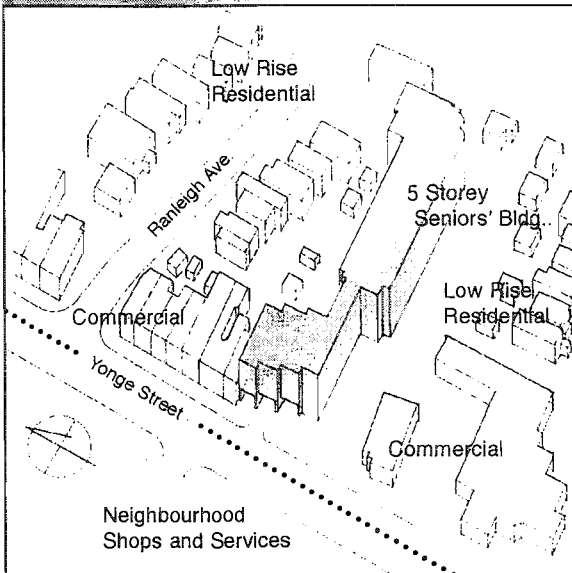 Low Rise
Residential
Ranleigh Ave
5 Storey
Seniors' Bldg.
Low Rise
Residential
Commercial
Yonge Street
Commercial
Neighbourhood
Shops and Services